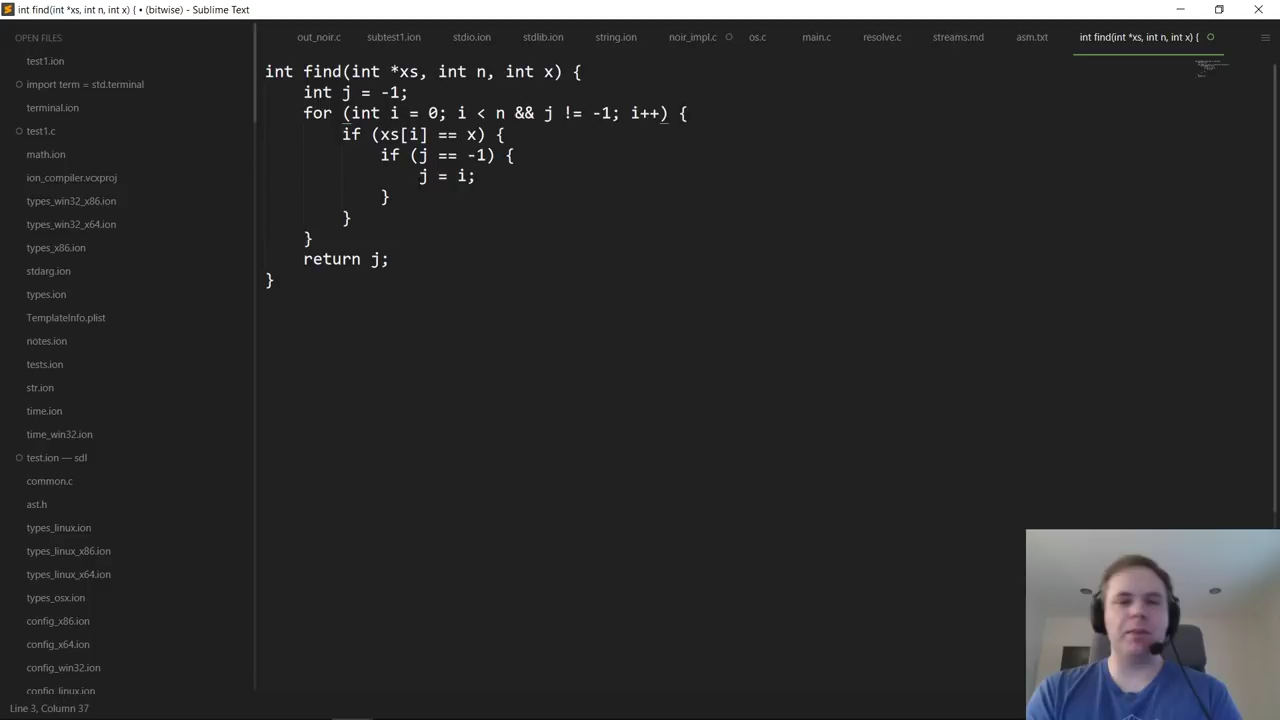 int find(int *xs, int n, int x) { • (bitwise) - Sublime Text
OPEN FILES
test1.ion
import term = std.terminal
terminal.ion
test1.c
math.ion
ion_compiler.vcxproj
types_win32_x86.ion
types_win32_x64.ion
types_x86.ion
stdarg.ion
types.ion
TemplateInfo.plist
notes.ion
tests.ion
str.ion
time.ion
time_win32.ion
test.ion — sdl
common.c
ast.h
types_linux.ion
types_linux_x86.ion
types_linux_x64.ion
types_osx.ion
config_x86.ion
config_x64.ion
config_win32.ion
config_linux.ion
out_noir.c subtest1.ion stdio.ion stdlib.ion string.ion noir_impl.c os.c main.c resolve.c streams.md asm.txt int find(int *xs, int n, int x) {
int find(int *xs, int n, int x) {
    int j = -1;
    for (int i = 0; i < n && j != -1; i++) {
        if (xs[i] == x) {
            if (j == -1) {
                j = i;
            }
        }
    }
    return j;
}
Line 3, Column 37